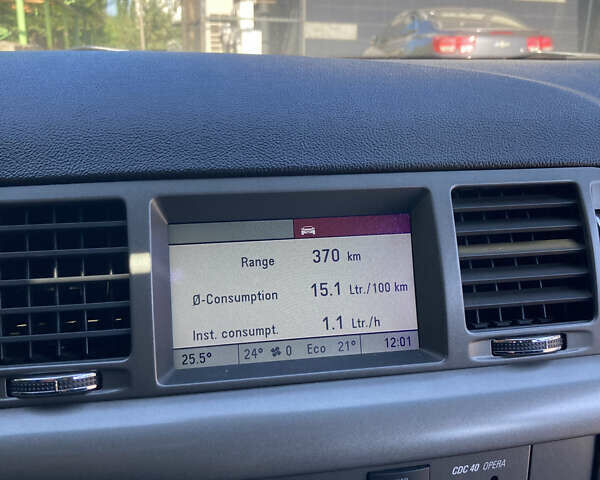 Range 370 km
Ø-Consumption 15.1 Ltr./100 km
Inst. consumpt. 1.1 Ltr./h
25.5° 24° 0 Eco 21° 12:01
CDC 40 OPERA